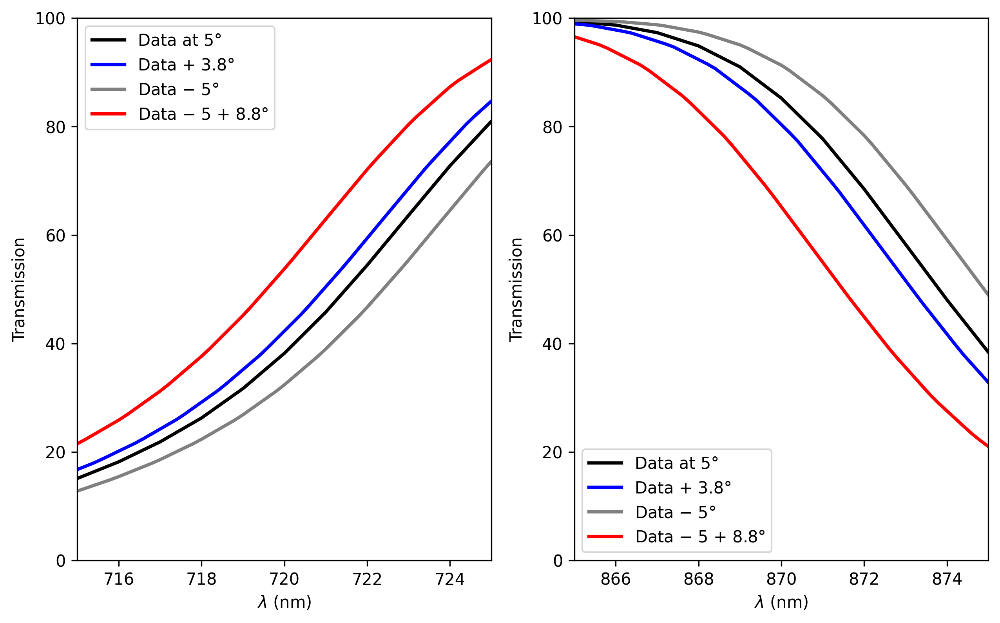 100
80
60
40
20
0
Transmission
716 718 720 722 724
λ (nm)
Data at 5°
Data + 3.8°
Data − 5°
Data − 5 + 8.8°
100
80
60
40
20
0
Transmission
866 868 870 872 874
λ (nm)
Data at 5°
Data + 3.8°
Data − 5°
Data − 5 + 8.8°